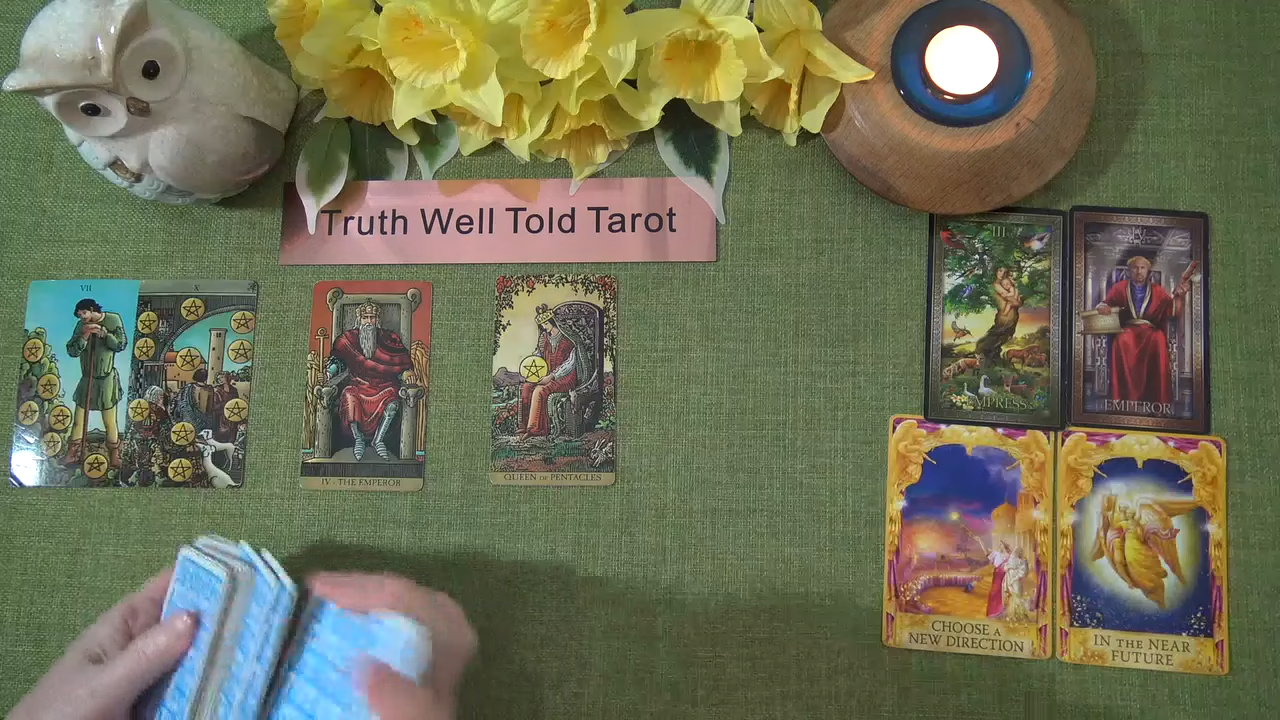 Truth Well Told Tarot
VII
X
IV - THE EMPEROR
QUEEN OF PENTACLES
III
EMPRESS
IV
EMPEROR
CHOOSE A
NEW DIRECTION
IN THE NEAR
FUTURE